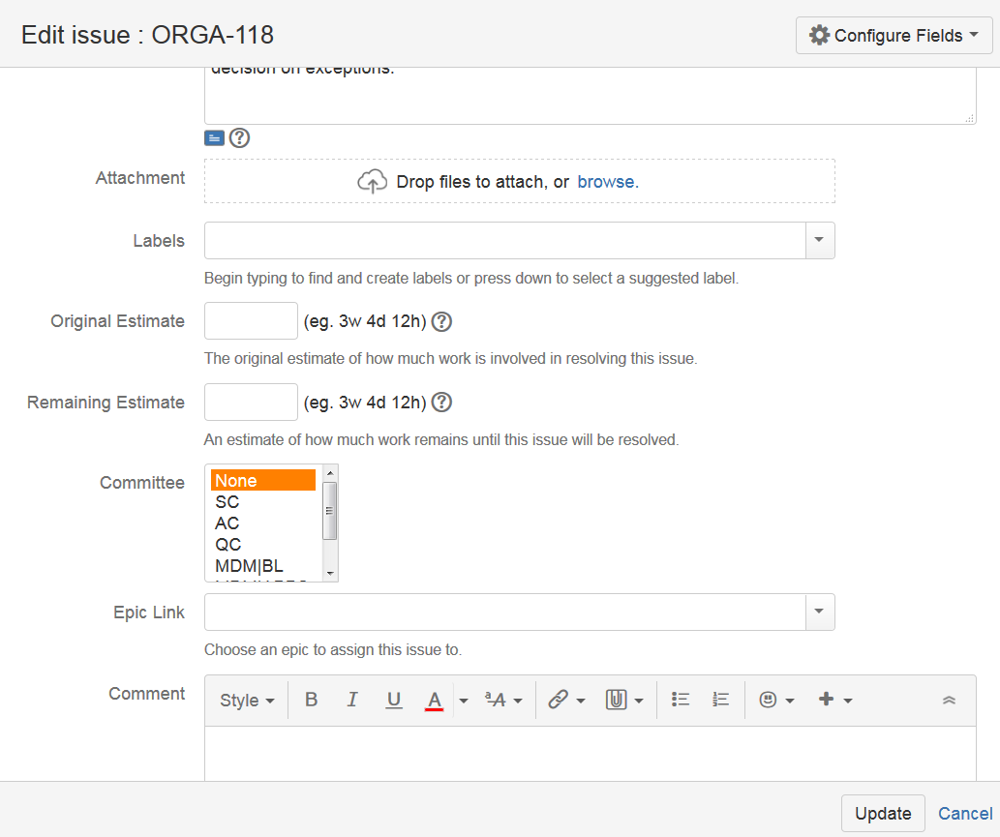 Edit issue : ORGA-118
Configure Fields
decision on exceptions.
Attachment
Drop files to attach, or browse.
Labels
Begin typing to find and create labels or press down to select a suggested label.
Original Estimate
(eg. 3w 4d 12h)
The original estimate of how much work is involved in resolving this issue.
Remaining Estimate
(eg. 3w 4d 12h)
An estimate of how much work remains until this issue will be resolved.
Committee
None
SC
AC
QC
MDM|BL
Epic Link
Choose an epic to assign this issue to.
Comment
Style B I U A ªA
Update Cancel